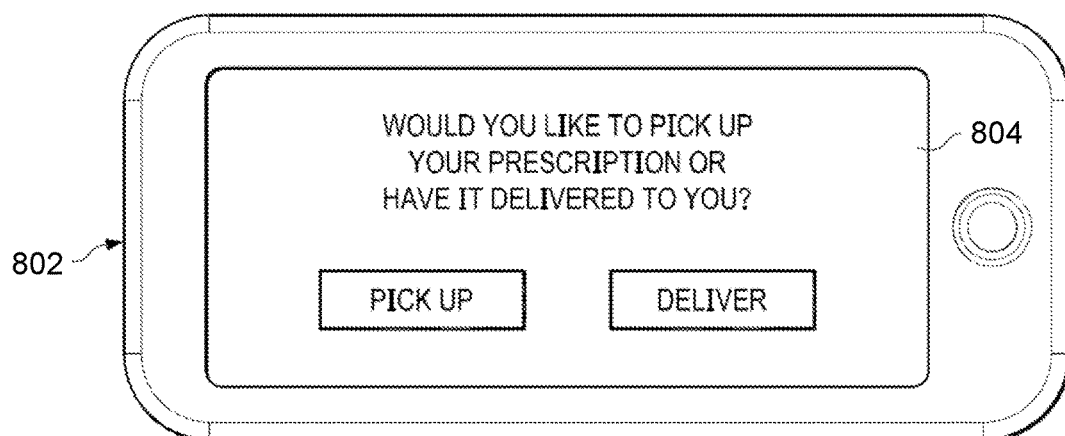 WOULD YOU LIKE TO PICK UP
YOUR PRESCRIPTION OR
HAVE IT DELIVERED TO YOU?
804
802
PICK UP
DELIVER